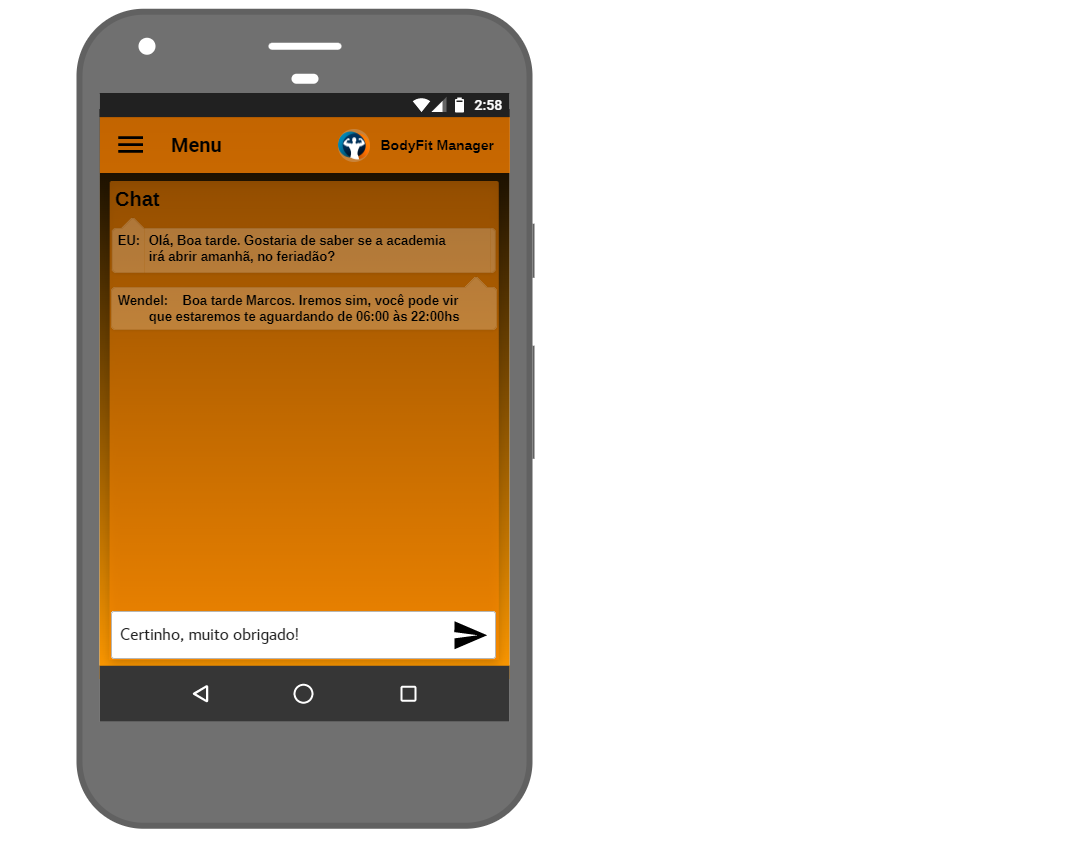 2:58
Menu
BodyFit Manager
Chat
EU: Olá, Boa tarde. Gostaria de saber se a academia
irá abrir amanhã, no feriadão?
Wendel: Boa tarde Marcos. Iremos sim, você pode vir
que estaremos te aguardando de 06:00 às 22:00hs
Certinho, muito obrigado!